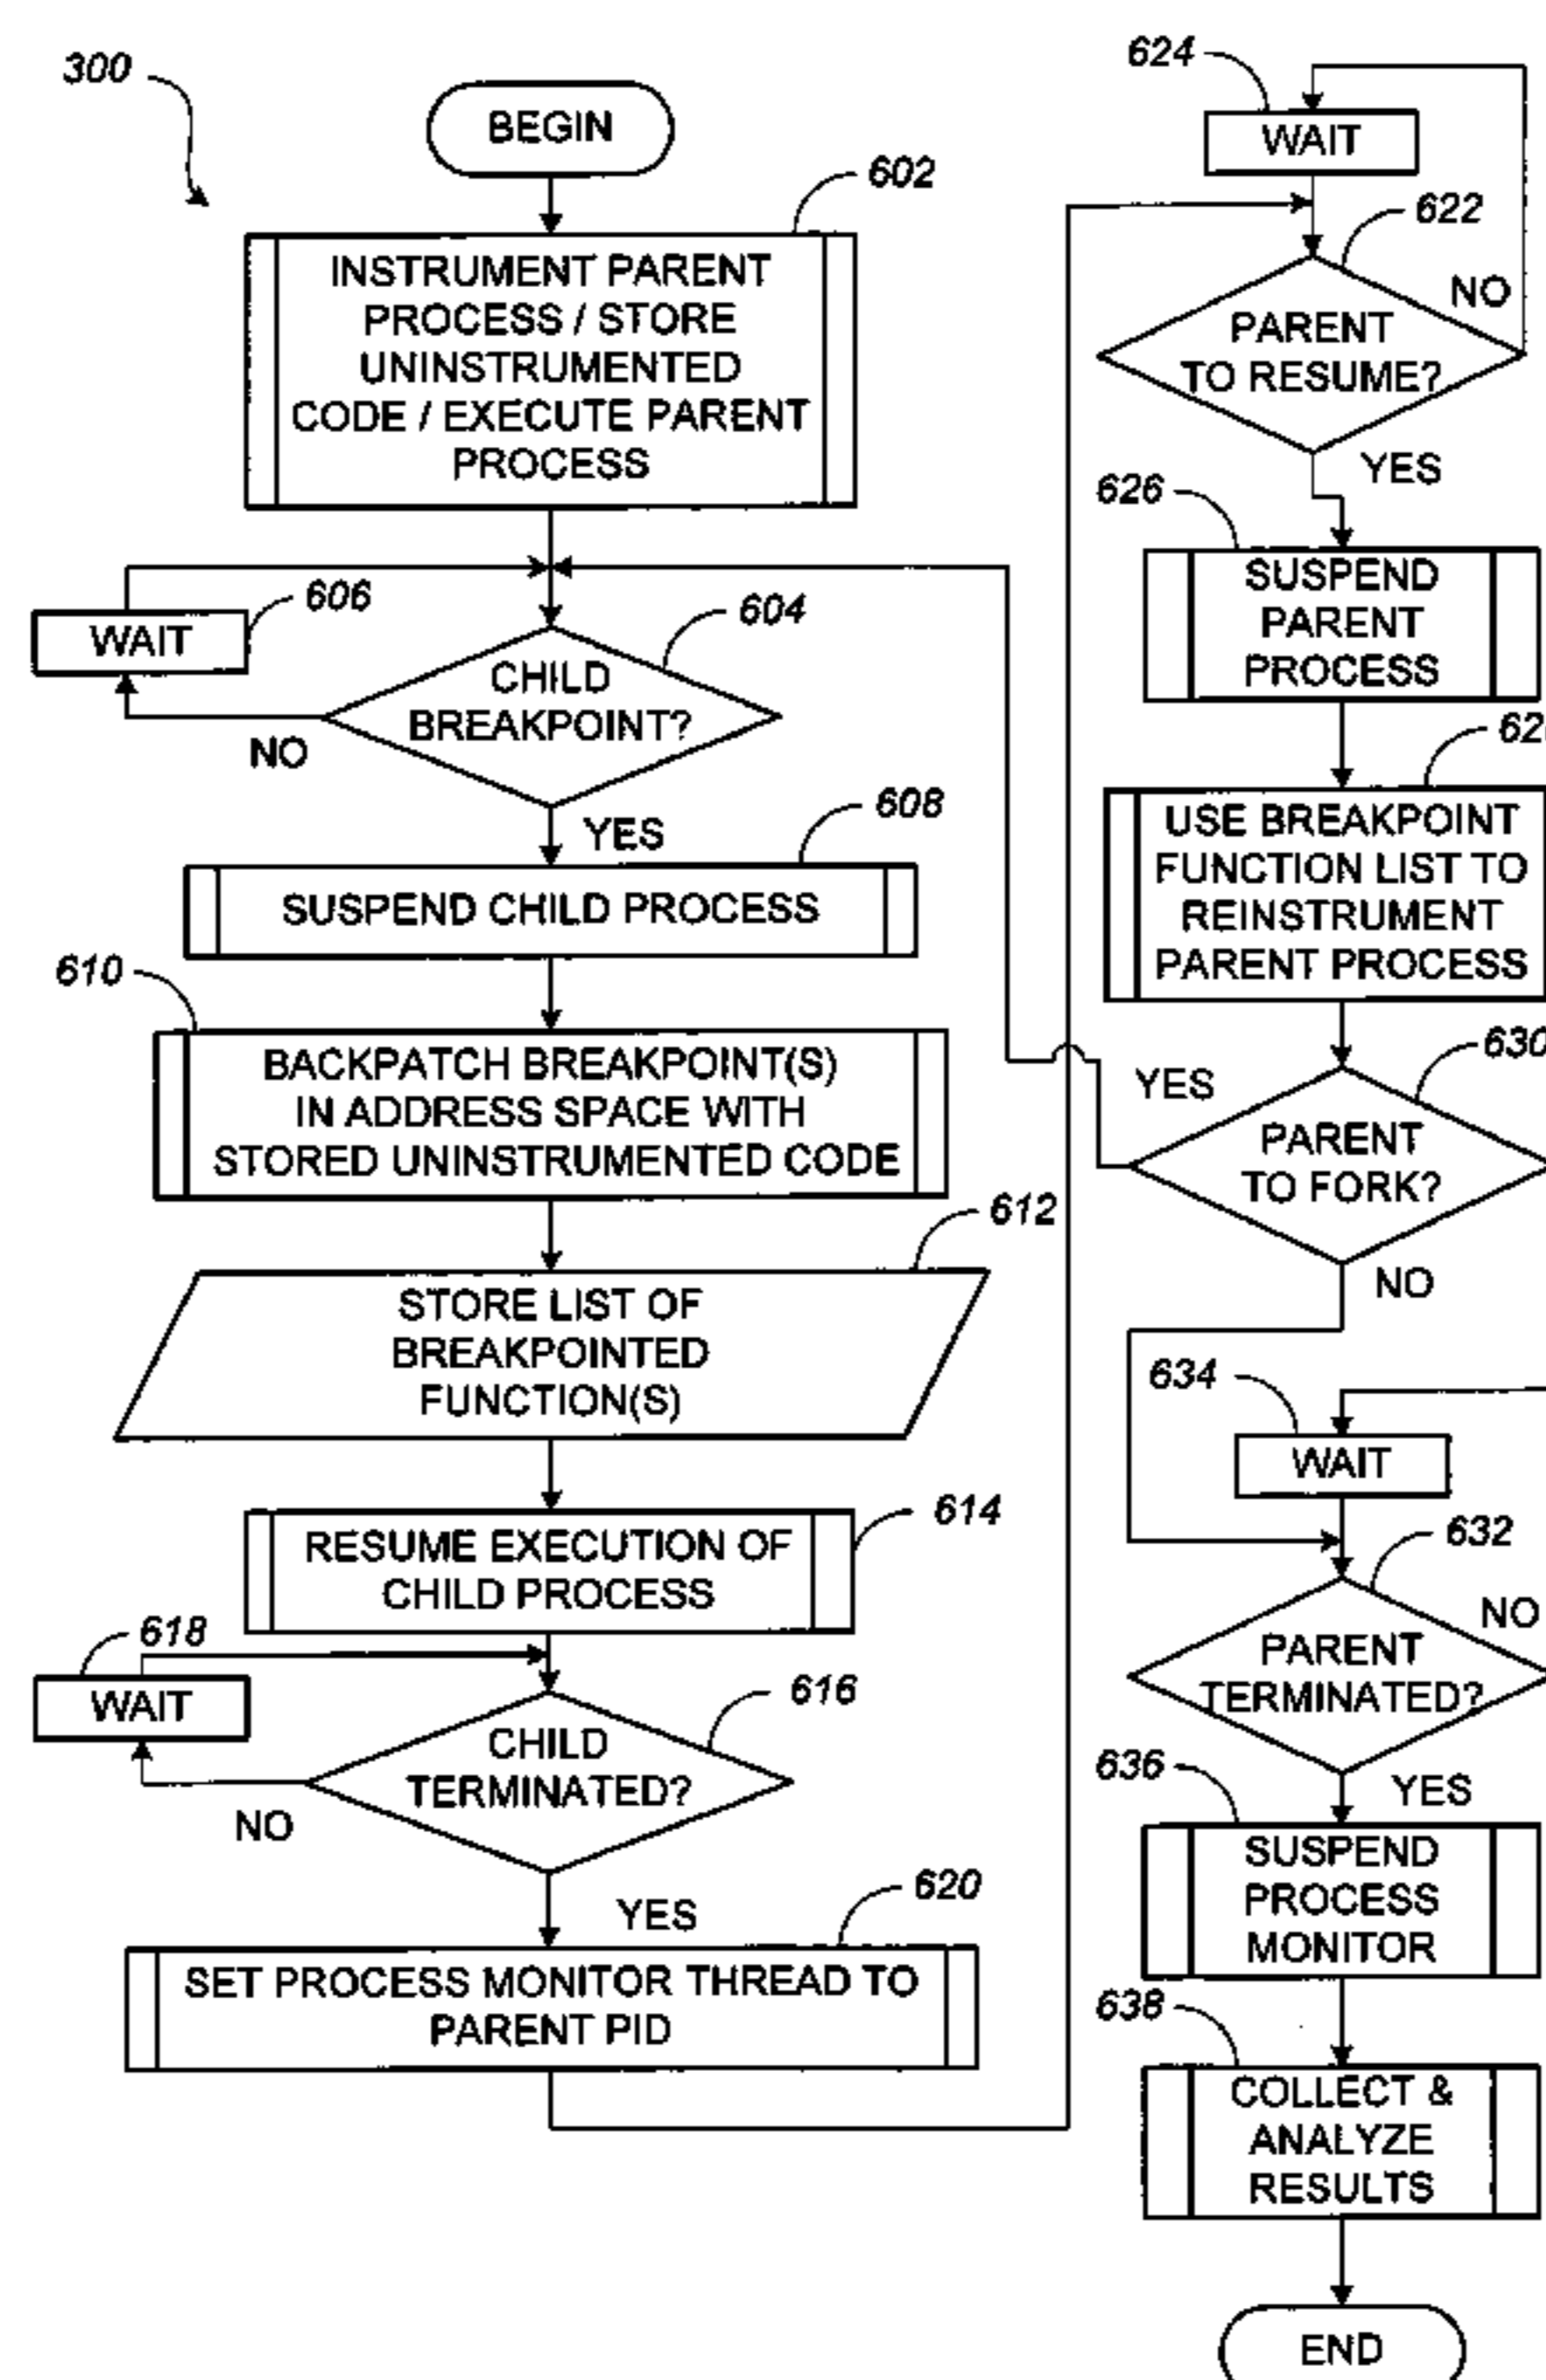 300
BEGIN
602
INSTRUMENT PARENT
PROCESS / STORE
UNINSTRUMENTED
CODE / EXECUTE PARENT
PROCESS
606
WAIT
604
CHILD
BREAKPOINT?
NO
YES
608
SUSPEND CHILD PROCESS
610
BACKPATCH BREAKPOINT(S)
IN ADDRESS SPACE WITH
STORED UNINSTRUMENTED CODE
612
STORE LIST OF
BREAKPOINTED
FUNCTION(S)
614
RESUME EXECUTION OF
CHILD PROCESS
618
WAIT
616
CHILD
TERMINATED?
NO
YES
620
SET PROCESS MONITOR THREAD TO
PARENT PID
624
WAIT
622
NO
PARENT
TO RESUME?
YES
626
SUSPEND
PARENT
PROCESS
USE BREAKPOINT
FUNCTION LIST TO
REINSTRUMENT
PARENT PROCESS
630
YES
PARENT
TO FORK?
NO
634
WAIT
632
NO
PARENT
TERMINATED?
YES
636
SUSPEND
PROCESS
MONITOR
638
COLLECT &
ANALYZE
RESULTS
END